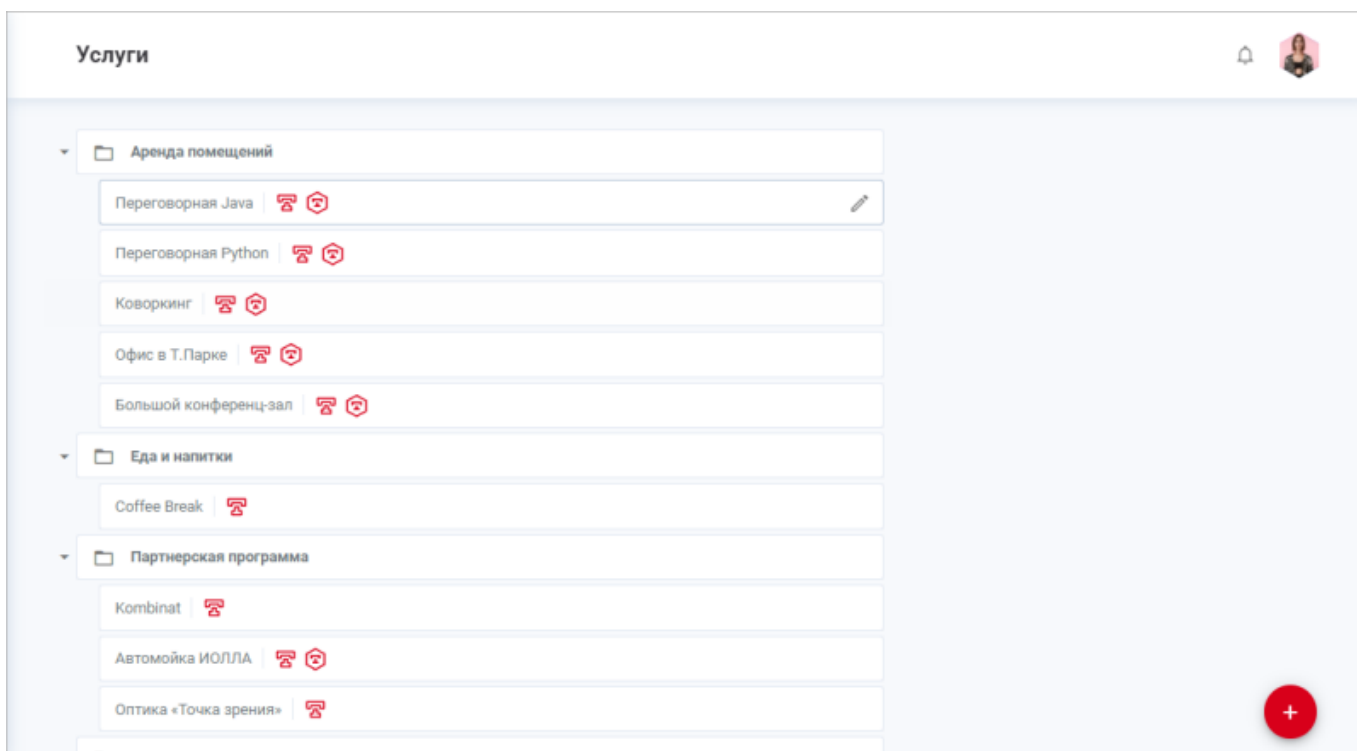 Услуги
Аренда помещений
Переговорная Java
Переговорная Python
Коворкинг
Офис в Т.Парке
Большой конференц-зал
Еда и напитки
Coffee Break
Партнерская программа
Kombinat
Автомойка ИОЛЛА
Оптика «Точка зрения»